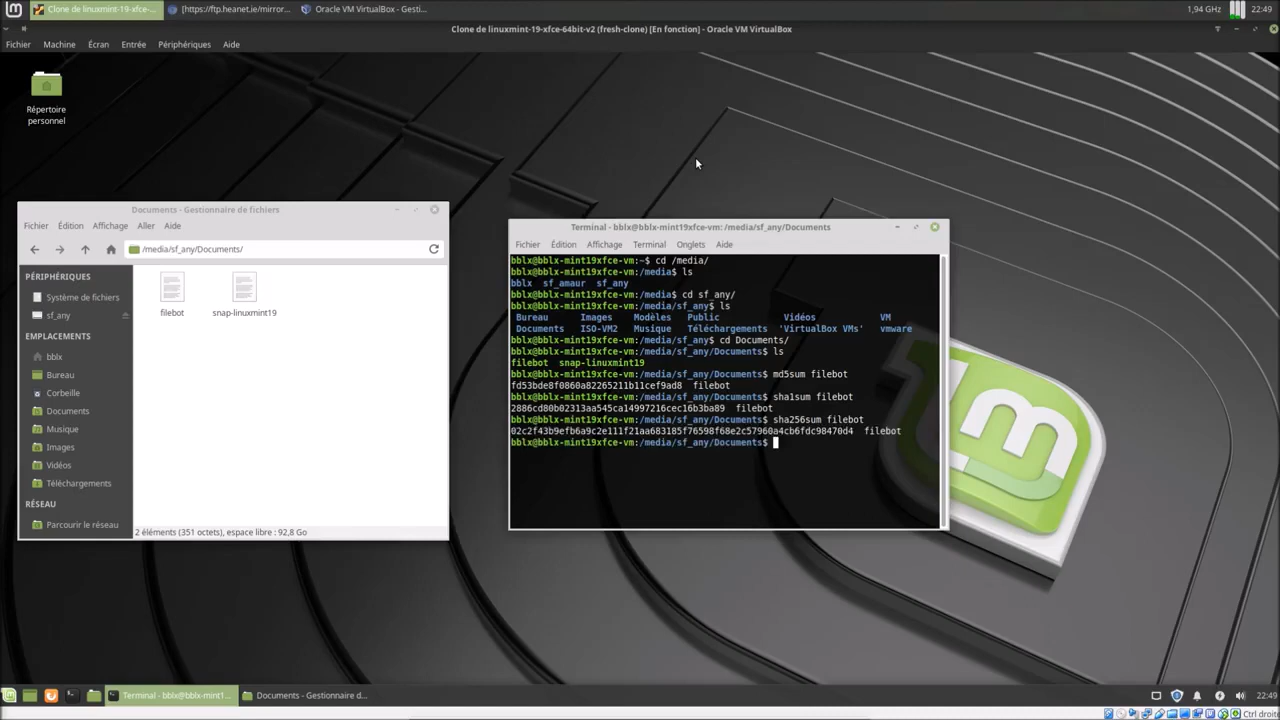 Clone de linuxmint-19-xfce-...
[https://ftp.heanet.ie/mirror...
Oracle VM VirtualBox - Gesti...
1,94 GHz
22:49
Clone de linuxmint-19-xfce-64bit-v2 (fresh-clone) [En fonction] - Oracle VM VirtualBox
Fichier Machine Écran Entrée Périphériques Aide
Répertoire
personnel
Documents - Gestionnaire de fichiers
Fichier Édition Affichage Aller Aide
/media/sf_any/Documents/
PÉRIPHÉRIQUES
Système de fichiers
sf_any
EMPLACEMENTS
bblx
Bureau
Corbeille
Documents
Musique
Images
Vidéos
Téléchargements
RÉSEAU
Parcourir le réseau
filebot
snap-linuxmint19
2 éléments (351 octets), espace libre : 92,8 Go
Terminal - bblx@bblx-mint19xfce-vm: /media/sf_any/Documents
Fichier Édition Affichage Terminal Onglets Aide
bblx@bblx-mint19xfce-vm:~$ cd /media/
bblx@bblx-mint19xfce-vm:/media$ ls
bblx sf_amaur sf_any
bblx@bblx-mint19xfce-vm:/media$ cd sf_any/
bblx@bblx-mint19xfce-vm:/media/sf_any$ ls
Bureau Images Modèles Public Vidéos VM
Documents ISO-VM2 Musique Téléchargements 'VirtualBox VMs' vmware
bblx@bblx-mint19xfce-vm:/media/sf_any$ cd Documents/
bblx@bblx-mint19xfce-vm:/media/sf_any/Documents$ ls
filebot snap-linuxmint19
bblx@bblx-mint19xfce-vm:/media/sf_any/Documents$ md5sum filebot
fd53bde8f0860a82265211b11cef9ad8 filebot
bblx@bblx-mint19xfce-vm:/media/sf_any/Documents$ sha1sum filebot
2886cd80b02313aa545ca14997216cec16b3ba89 filebot
bblx@bblx-mint19xfce-vm:/media/sf_any/Documents$ sha256sum filebot
02c2f43b9efb6a9c2e111f21aa683185f76598f68e2c57960a4cb6fdc98470d4 filebot
bblx@bblx-mint19xfce-vm:/media/sf_any/Documents$
Terminal - bblx@bblx-mint1...
Documents - Gestionnaire d...
22:49
Ctrl droite